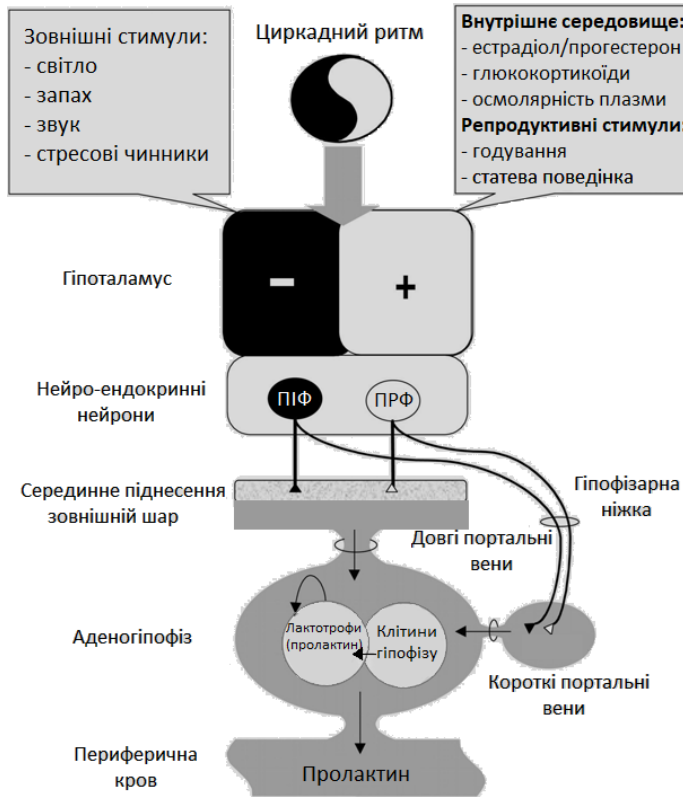 Зовнішні стимули:
- світло
- запах
- звук
- стресові чинники
Циркадний ритм
Внутрішнє середовище:
- естрадіол/прогестерон
- глюкокортикоїди
- осмолярність плазми
Репродуктивні стимули:
- годування
- статева поведінка
Гіпоталамус
-
+
Нейро-ендокринні
нейрони
ПІФ
ПРФ
Серединне піднесення
зовнішній шар
Гіпофізарна
ніжка
Довгі портальні
вени
Аденогіпофіз
Лактотрофи
(пролактин)
Клітини
гіпофізу
Короткі портальні
вени
Периферична
кров
Пролактин